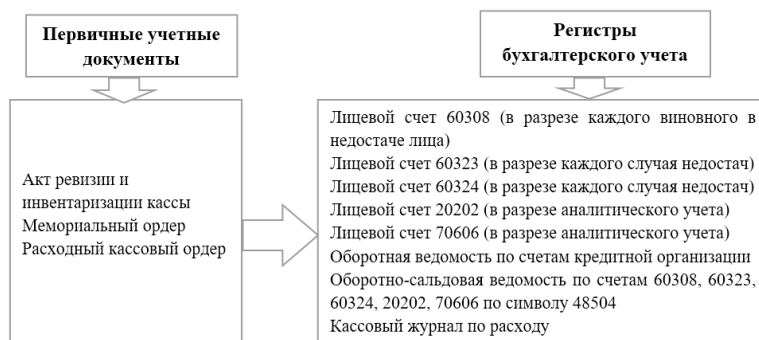 Первичные учетные
документы
Регистры
бухгалтерского учета
Акт ревизии и
инвентаризации кассы
Мемориальный ордер
Расходный кассовый ордер
Лицевой счет 60308 (в разрезе каждого виновного в
недостаче лица)
Лицевой счет 60323 (в разрезе каждого случая недостач)
Лицевой счет 60324 (в разрезе каждого случая недостач)
Лицевой счет 20202 (в разрезе аналитического учета)
Лицевой счет 70606 (в разрезе аналитического учета)
Оборотная ведомость по счетам кредитной организации
Оборотно-сальдовая ведомость по счетам 60308, 60323,
60324, 20202, 70606 по символу 48504
Кассовый журнал по расходу